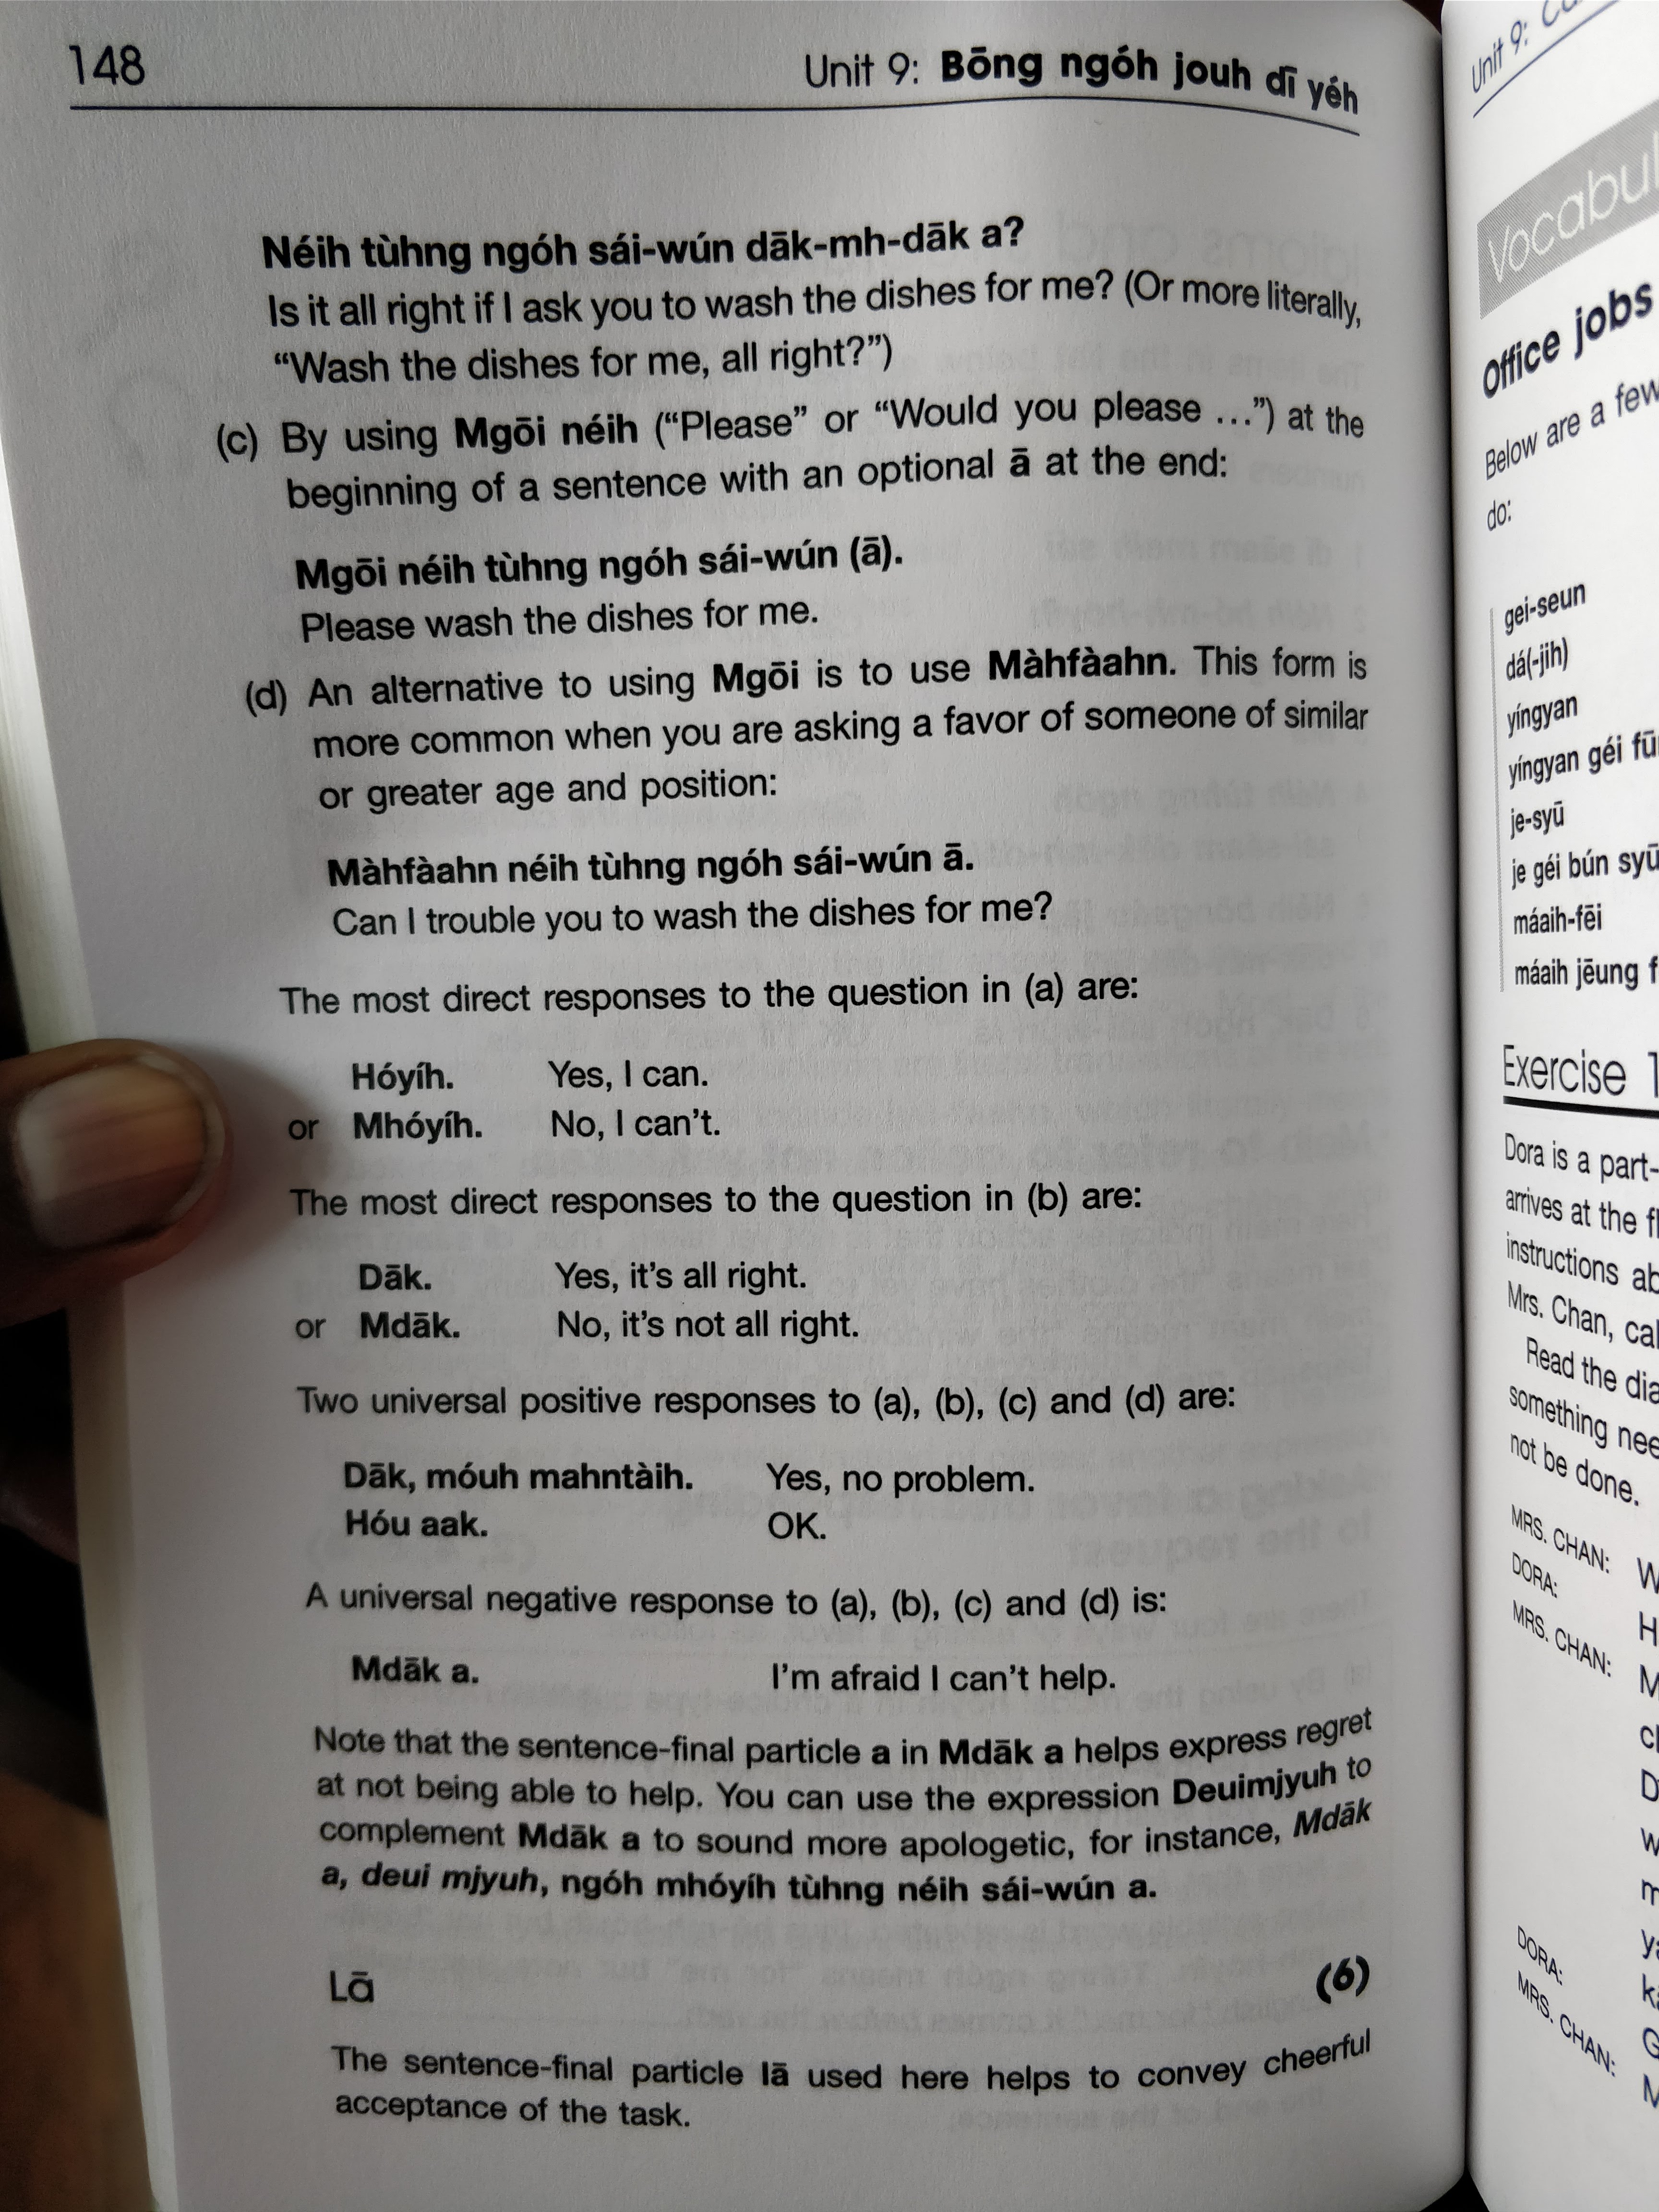 148
Unit 9: Bōng ngóh jouh dī yéh
Néih tùhng ngóh sái-wún dāk-mh-dāk a?
Is it all right if I ask you to wash the dishes for me? (Or more literally,
“Wash the dishes for me, all right?”)
(c) By using Mgōi néih (“Please” or “Would you please ...”) at the
beginning of a sentence with an optional ā at the end:
Mgōi néih tùhng ngóh sái-wún (ā).
Please wash the dishes for me.
(d) An alternative to using Mgōi is to use Màhfàahn. This form is
more common when you are asking a favor of someone of similar
or greater age and position:
Màhfàahn néih tùhng ngóh sái-wún ā.
Can I trouble you to wash the dishes for me?
The most direct responses to the question in (a) are:
Hóyíh. Yes, I can.
or Mhóyíh. No, I can’t.
The most direct responses to the question in (b) are:
Dāk. Yes, it’s all right.
or Mdāk. No, it’s not all right.
Two universal positive responses to (a), (b), (c) and (d) are:
Dāk, móuh mahntàih. Yes, no problem.
Hóu aak. OK.
A universal negative response to (a), (b), (c) and (d) is:
Mdāk a. I’m afraid I can’t help.
Note that the sentence-final particle a in Mdāk a helps express regret
at not being able to help. You can use the expression Deuimjyuh to
complement Mdāk a to sound more apologetic, for instance, Mdāk
a, deui mjyuh, ngóh mhóyíh tùhng néih sái-wún a.
Lā (6)
The sentence-final particle lā used here helps to convey cheerful
acceptance of the task.
Unit 9:
Office jobs
Below are a few
do:
gei-seun
dá(-jih)
yíngyan
yíngyan géi
je-syū
je géi bún
máaih-fēi
máaih jēung
Exercise 1
Dora is a part-
arrives at the
instructions
Mrs. Chan,
Read the
something
not be done.
MRS. CHAN:
DORA:
MRS. CHAN:
DORA:
MRS. CHAN: